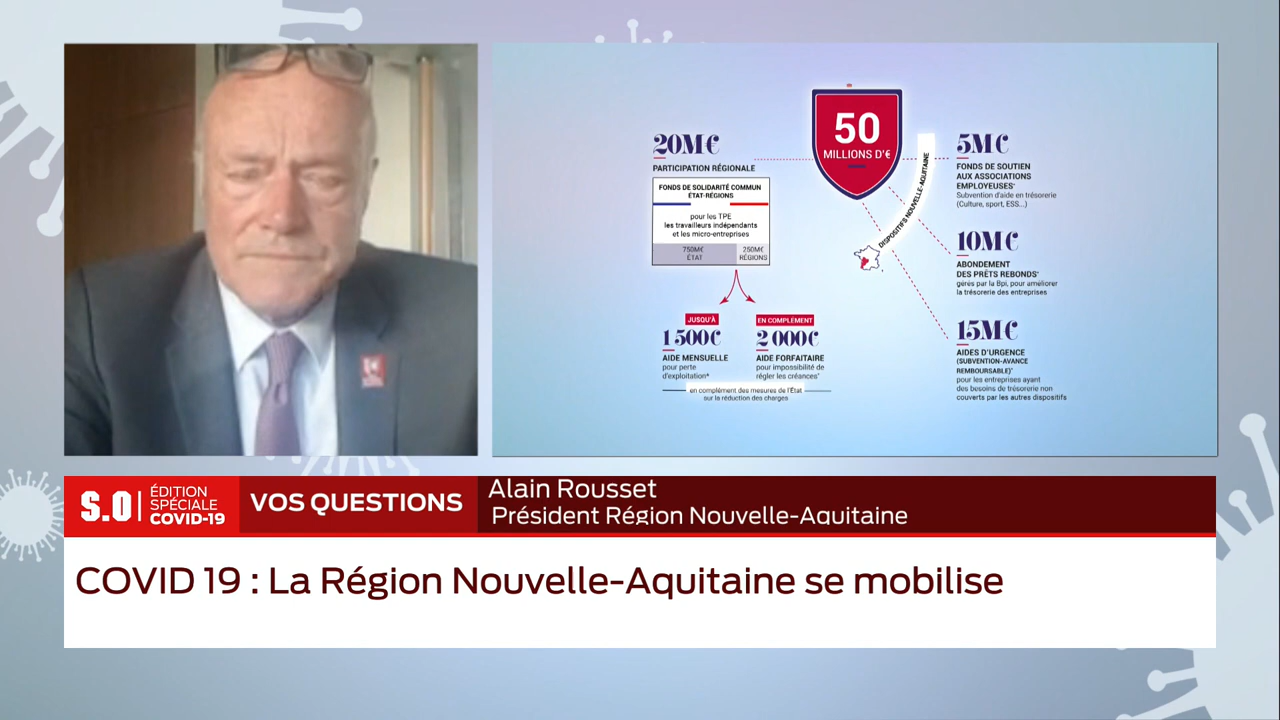 50
MILLIONS D'€
20M€
PARTICIPATION RÉGIONALE
FONDS DE SOLIDARITÉ COMMUN
ÉTAT-RÉGIONS
pour les TPE
les travailleurs indépendants
et les micro-entreprises
750M€
ÉTAT
250M€
RÉGIONS
JUSQU'À
1500€
AIDE MENSUELLE
pour perte
d'exploitation*
EN COMPLÉMENT
2 000€
AIDE FORFAITAIRE
pour impossibilité de
régler les créances*
en complément des mesures de l'État
sur la réduction des charges
DISPOSITIFS NOUVELLE-AQUITAINE
5M€
FONDS DE SOUTIEN
AUX ASSOCIATIONS
EMPLOYEUSES*
Subvention d'aide en trésorerie
(Culture, sport, ESS...)
10M€
ABONDEMENT
DES PRÊTS REBONDS*
gérés par la Bpi, pour améliorer
la trésorerie des entreprises
15M€
AIDES D'URGENCE
(SUBVENTION-AVANCE
REMBOURSABLE)*
pour les entreprises ayant
des besoins de trésorerie non
couverts par les autres dispositifs
S.O
ÉDITION
SPÉCIALE
COVID-19
VOS QUESTIONS
Alain Rousset
Président Région Nouvelle-Aquitaine
COVID 19 : La Région Nouvelle-Aquitaine se mobilise